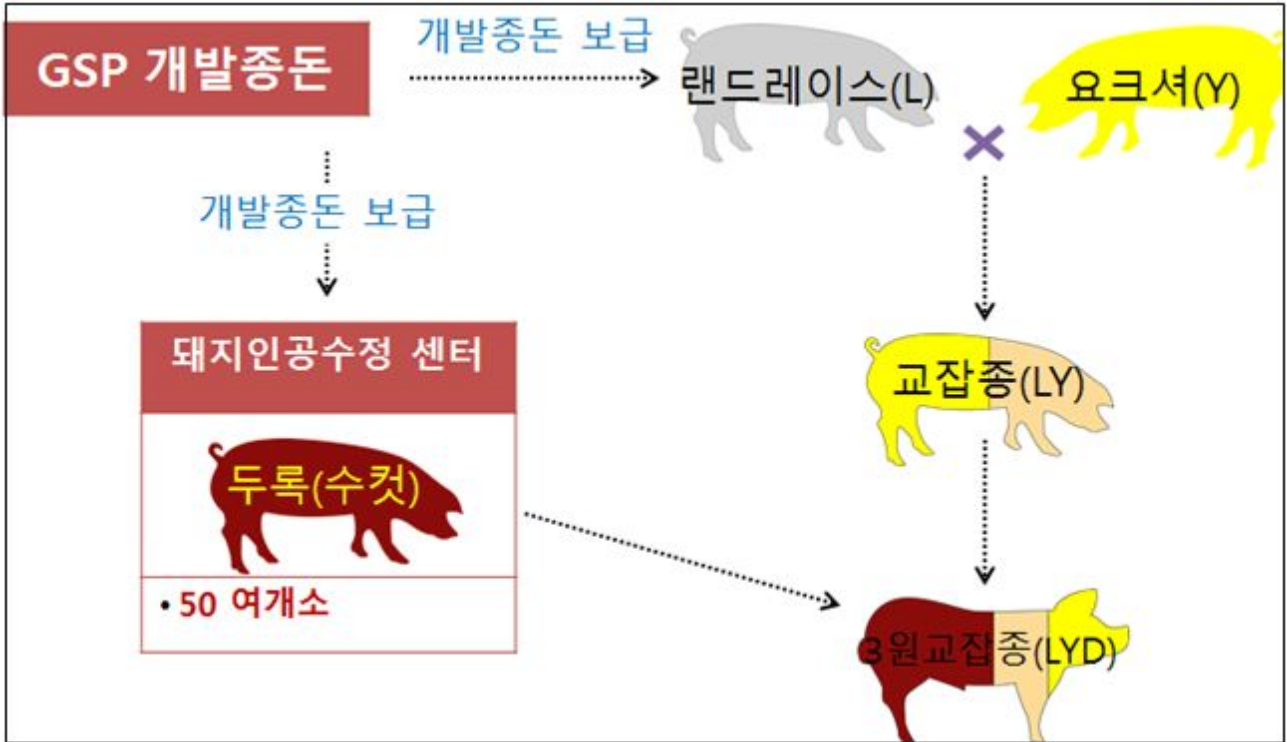 GSP 개발종돈
개발종돈 보급
랜드레이스(L)
요크셔(Y)
개발종돈 보급
돼지인공수정 센터
두록(수컷)
• 50 여개소
교잡종(LY)
3원교잡종(LYD)